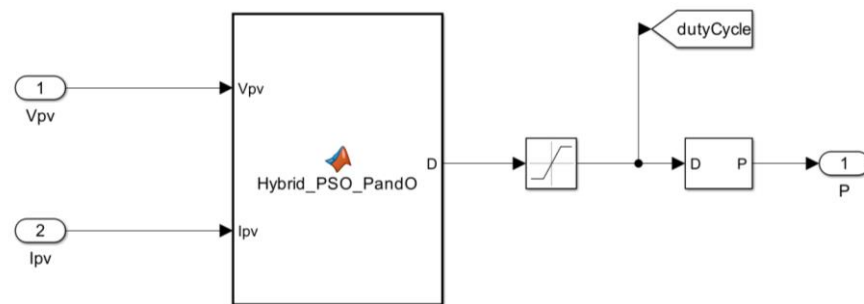 dutyCycle
1
Vpv
Vpv
D
Hybrid_PSO_PandO
D
P
1
P
2
Ipv
Ipv